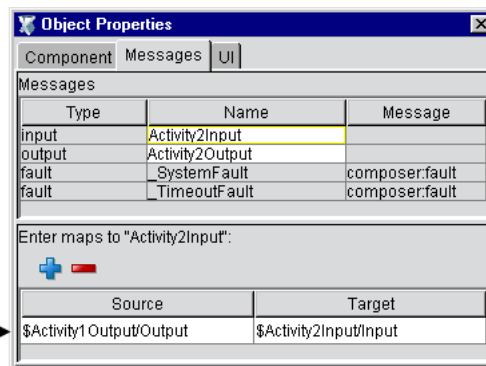 Object Properties
Component Messages UI
Messages
Type Name Message
input Activity2Input
output Activity2Output
fault _SystemFault composer:fault
fault _TimeoutFault composer:fault
Enter maps to "Activity2Input":
Source Target
$Activity1Output/Output $Activity2Input/Input